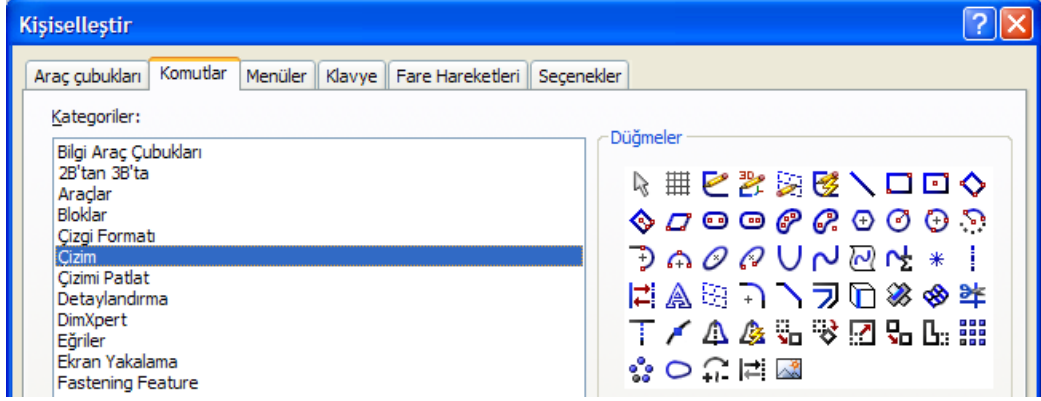 Kişiselleştir
Araç çubukları Komutlar Menüler Klavye Fare Hareketleri Seçenekler
Kategoriler:
Bilgi Araç Çubukları
2B'tan 3B'ta
Araçlar
Bloklar
Çizgi Formatı
Çizim
Çizimi Patlat
Detaylandırma
DimXpert
Eğriler
Ekran Yakalama
Fastening Feature
Düğmeler
3D